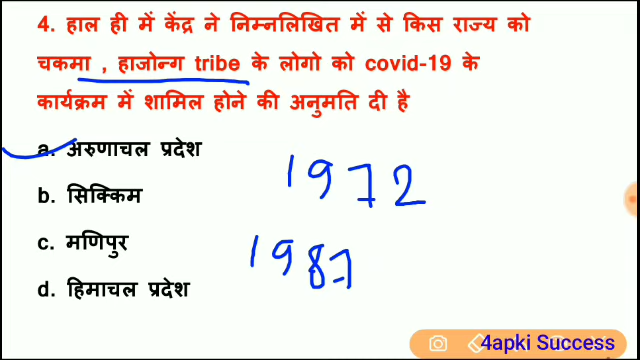 4. हाल ही में केंद्र ने निम्नलिखित में से किस राज्य को
चकमा , हाजोन्ग tribe के लोगो को covid-19 के
कार्यक्रम में शामिल होने की अनुमति दी है
a. अरुणाचल प्रदेश
b. सिक्किम
c. मणिपुर
d. हिमाचल प्रदेश
1972
1987
4apki Success